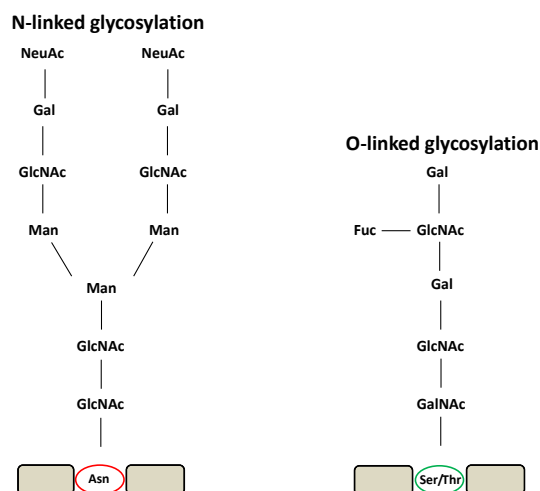 N-linked glycosylation
NeuAc NeuAc
Gal Gal
GlcNAc GlcNAc
Man Man
Man
GlcNAc
GlcNAc
Asn
O-linked glycosylation
Gal
Fuc GlcNAc
Gal
GlcNAc
GalNAc
Ser/Thr